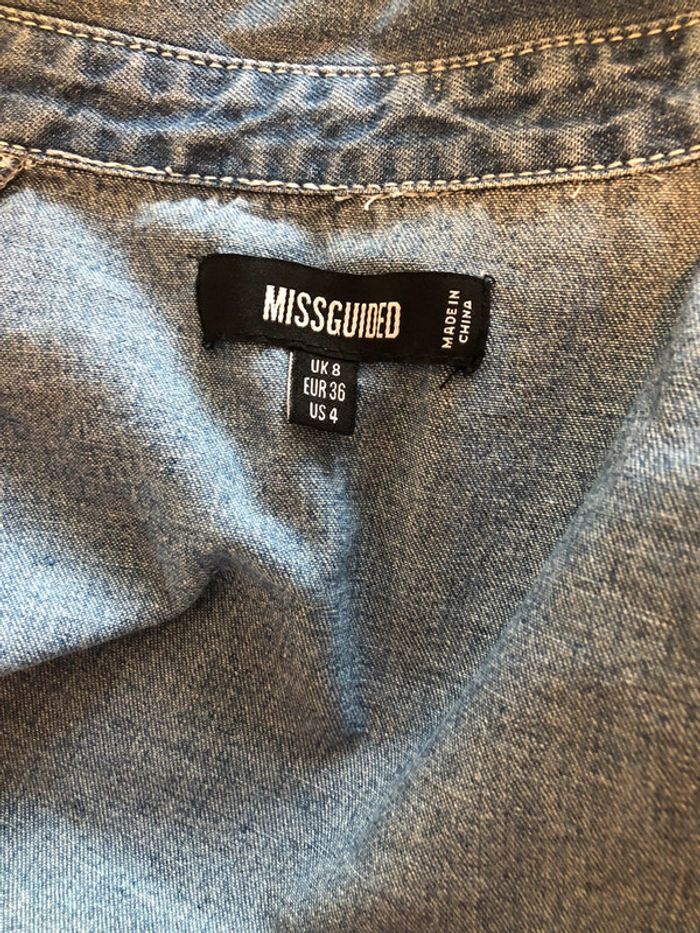 MISSGUIDED
MADE IN
CHINA
UK 8
EUR 36
US 4